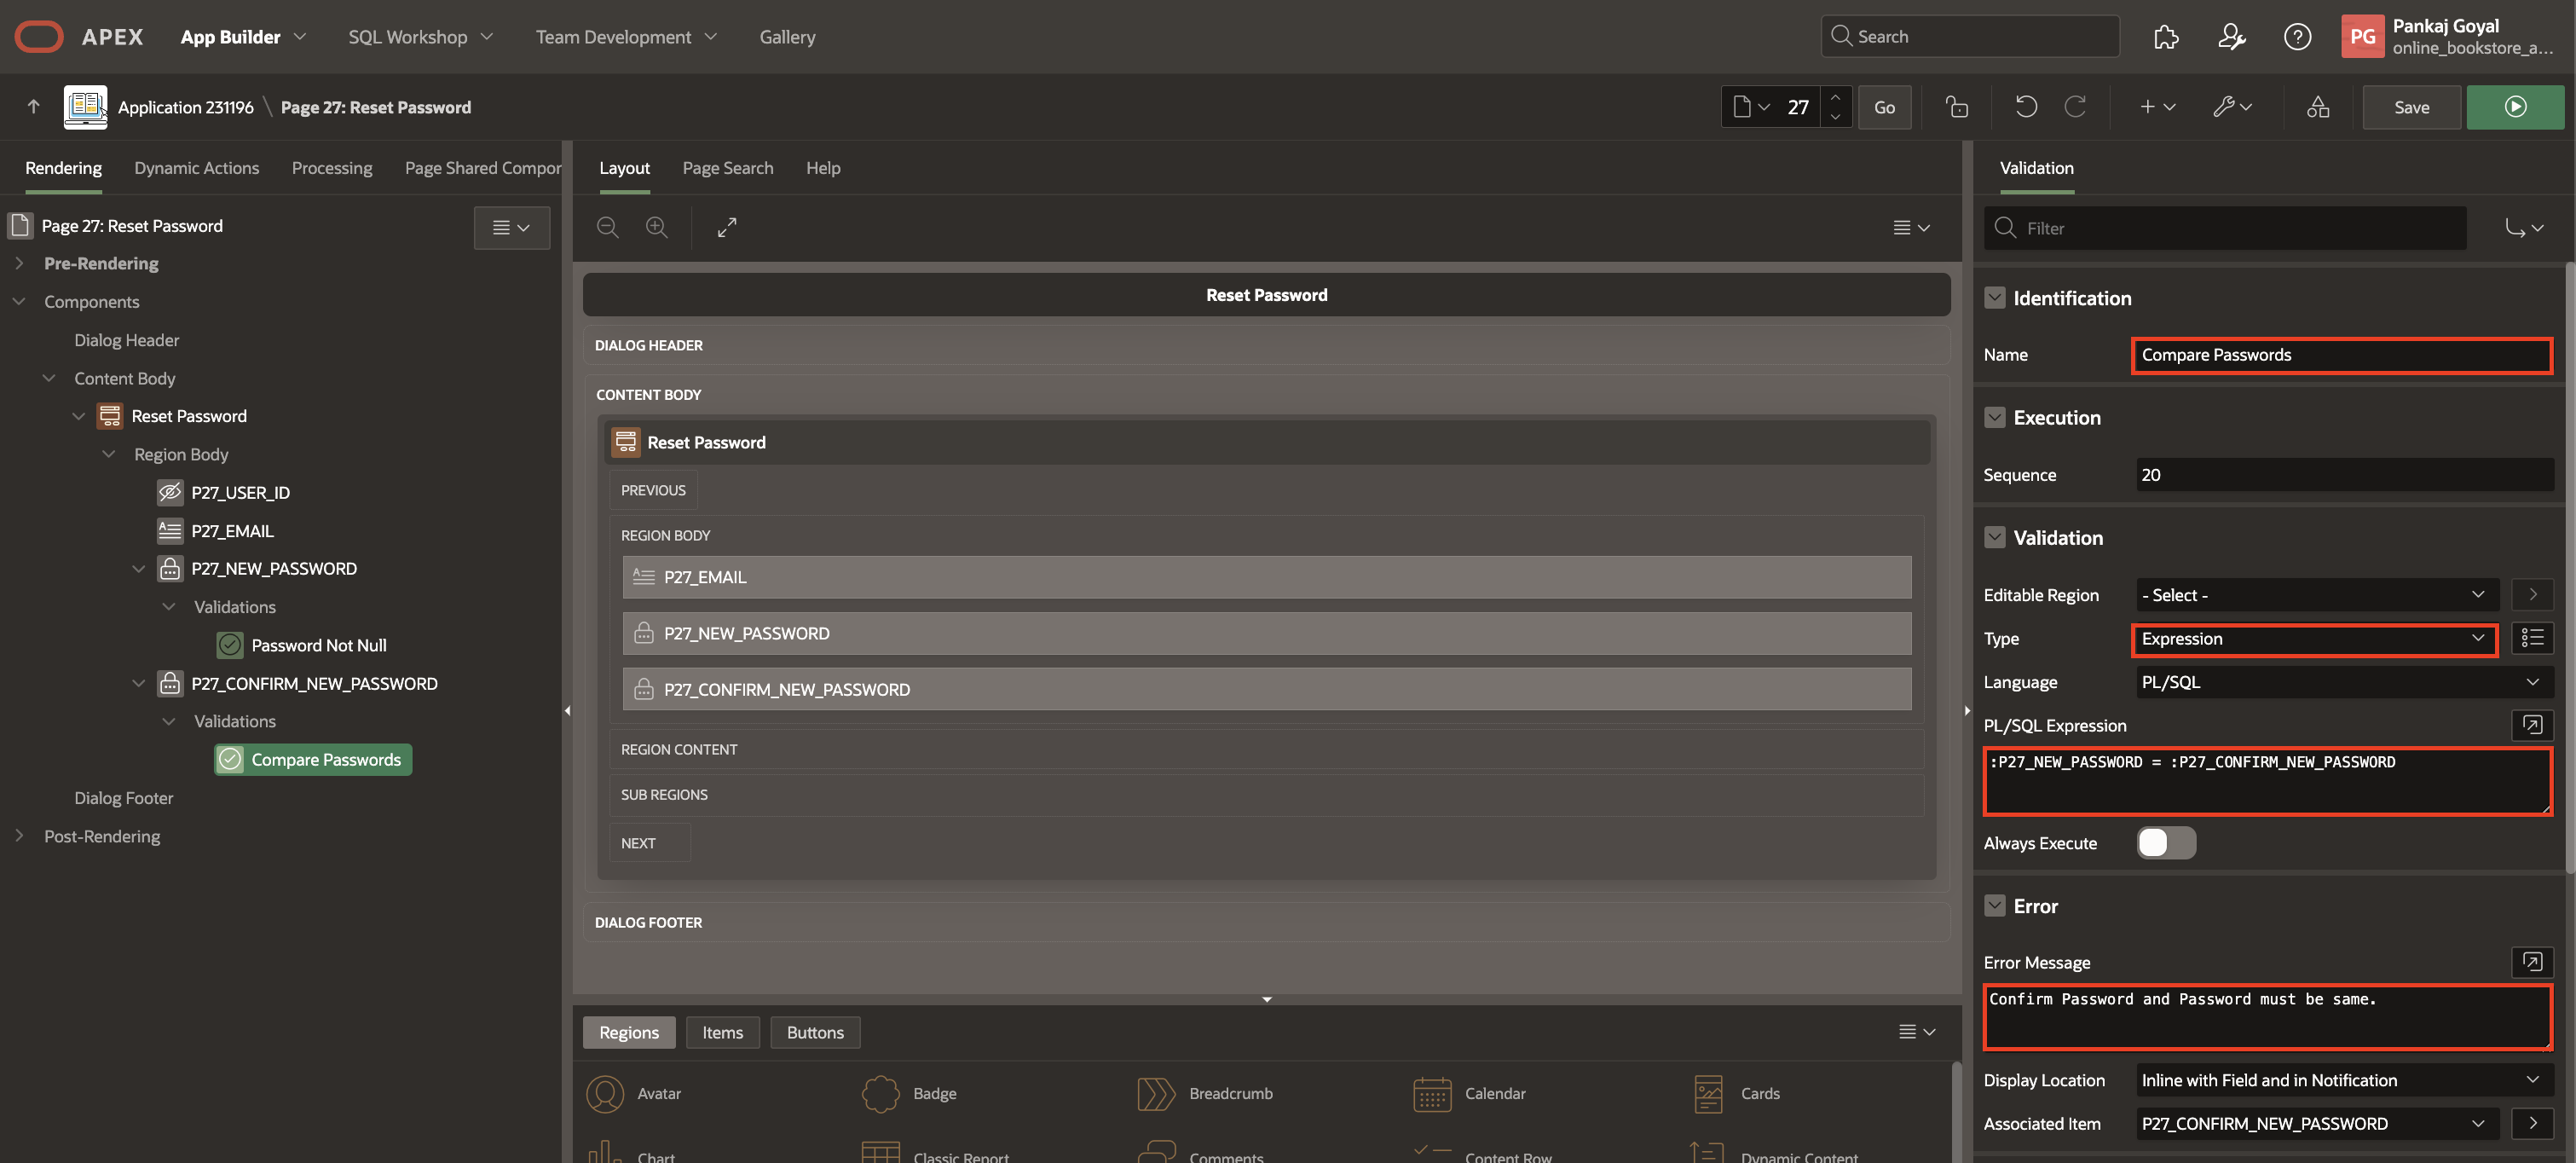 APEX App Builder SQL Workshop Team Development Gallery Search PG Pankaj Goyal
online_bookstore_a...
Application 231196 \ Page 27: Reset Password 27 Go Save
Rendering Dynamic Actions Processing Page Shared Compor
Page 27: Reset Password
Pre-Rendering
Components
Dialog Header
Content Body
Reset Password
Region Body
P27_USER_ID
P27_EMAIL
P27_NEW_PASSWORD
Validations
Password Not Null
P27_CONFIRM_NEW_PASSWORD
Validations
Compare Passwords
Dialog Footer
Post-Rendering
Layout Page Search Help
Reset Password
DIALOG HEADER
CONTENT BODY
Reset Password
PREVIOUS
REGION BODY
P27_EMAIL
P27_NEW_PASSWORD
P27_CONFIRM_NEW_PASSWORD
REGION CONTENT
SUB REGIONS
NEXT
DIALOG FOOTER
Regions Items Buttons
Avatar Badge Breadcrumb Calendar Cards
Chart Classic Report Comments Content Row Dynamic Content
Validation
Filter
Identification
Name Compare Passwords
Execution
Sequence 20
Validation
Editable Region - Select -
Type Expression
Language PL/SQL
PL/SQL Expression
:P27_NEW_PASSWORD = :P27_CONFIRM_NEW_PASSWORD
Always Execute
Error
Error Message
Confirm Password and Password must be same.
Display Location Inline with Field and in Notification
Associated Item P27_CONFIRM_NEW_PASSWORD